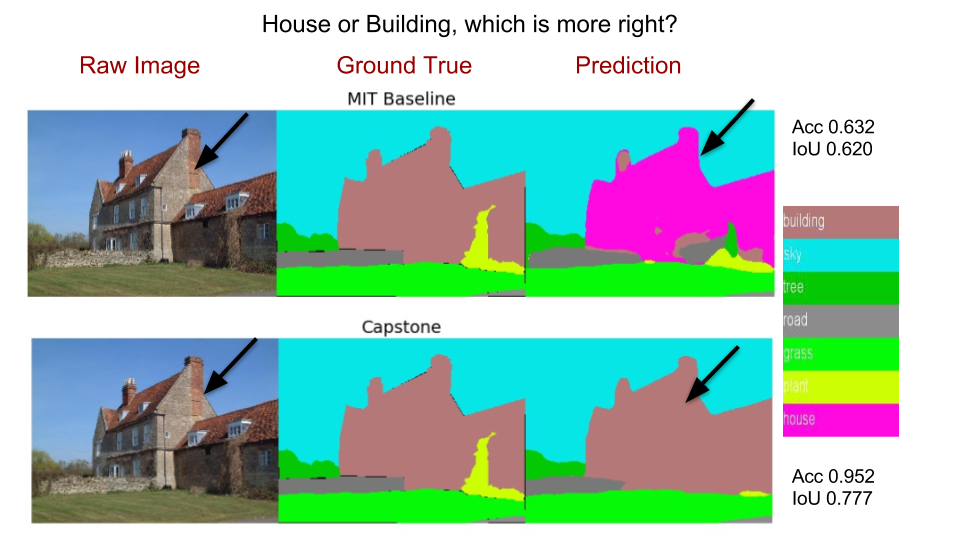 House or Building, which is more right?
Raw Image
Ground True
Prediction
MIT Baseline
Acc 0.632
IoU 0.620
building
sky
tree
road
grass
plant
house
Capstone
Acc 0.952
IoU 0.777